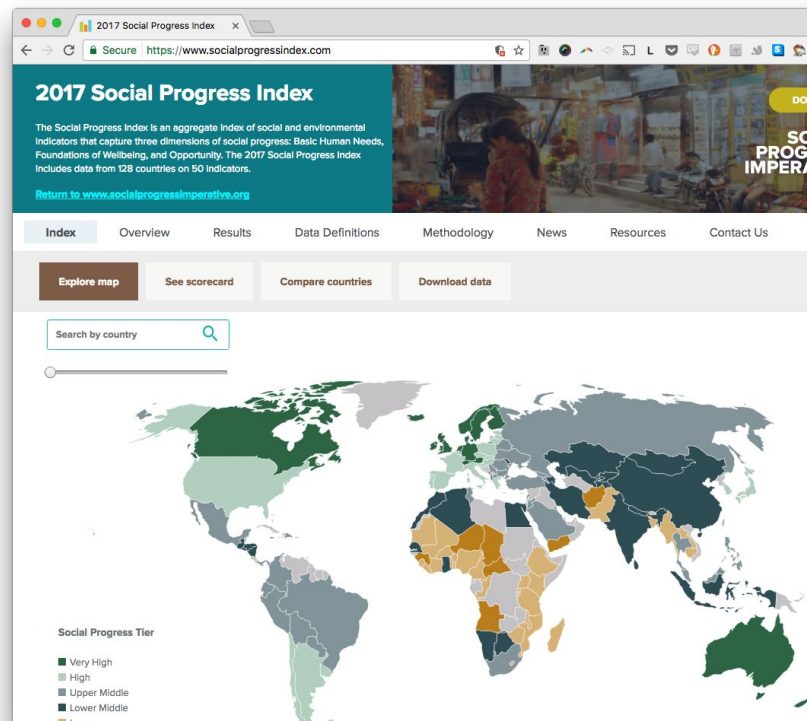 2017 Social Progress Index
Secure https://www.socialprogressindex.com
2017 Social Progress Index
The Social Progress Index is an aggregate index of social and environmental
indicators that capture three dimensions of social progress: Basic Human Needs,
Foundations of Wellbeing, and Opportunity. The 2017 Social Progress Index
includes data from 128 countries on 50 indicators.
Return to www.socialprogressimperative.org
Index Overview Results Data Definitions Methodology News Resources Contact Us
Explore map See scorecard Compare countries Download data
Search by country
Social Progress Tier
Very High
High
Upper Middle
Lower Middle